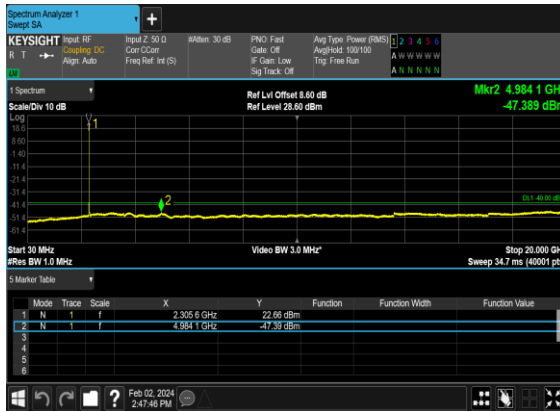 Spectrum Analyzer 1
Swept SA
+
KEYSIGHT Input: RF Input Z: 50 Ω #Atten: 30 dB PNO: Fast Avg Type: Power (RMS) 1 2 3 4 5 6
R T Coupling: DC Corr CCorr Gate: Off Avg|Hold: 100/100 A W W W W W
Align: Auto Freq Ref: Int (S) IF Gain: Low Trig: Free Run
Sig Track: Off A N N N N N
1 Spectrum Ref Lvl Offset 8.60 dB Mkr2 4.984 1 GH
Scale/Div 10 dB Ref Level 28.60 dBm -47.389 dBr
Log
18.6 1
8.60
-1.40
-11.4
-21.4
-31.4
2 DL1 -40.00 dB
-41.4
-51.4
-61.4
Start 30 MHz Video BW 3.0 MHz* Stop 20.000 GH
#Res BW 1.0 MHz Sweep 34.7 ms (40001 pt
5 Marker Table
Mode Trace Scale X Y Function Function Width Function Value
1 N 1 f 2.305 6 GHz 22.66 dBm
2 N 1 f 4.984 1 GHz -47.39 dBm
3
4
5
6
? Feb 02, 2024
2:47:46 PM